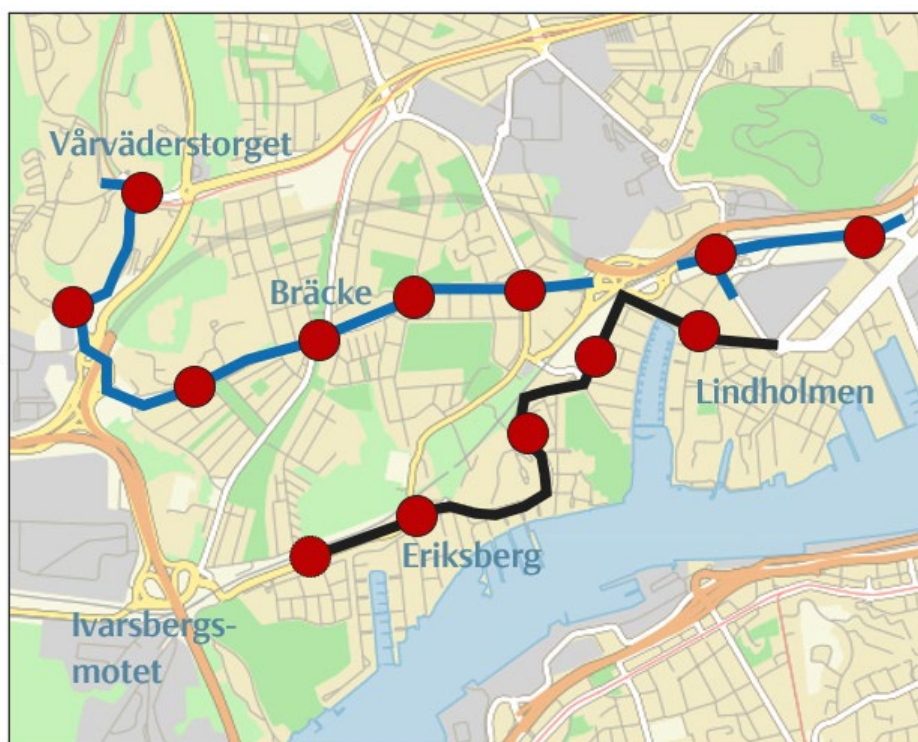 Vårväderstorget
Bräcke
Lindholmen
Eriksberg
Ivarsbergs-
motet